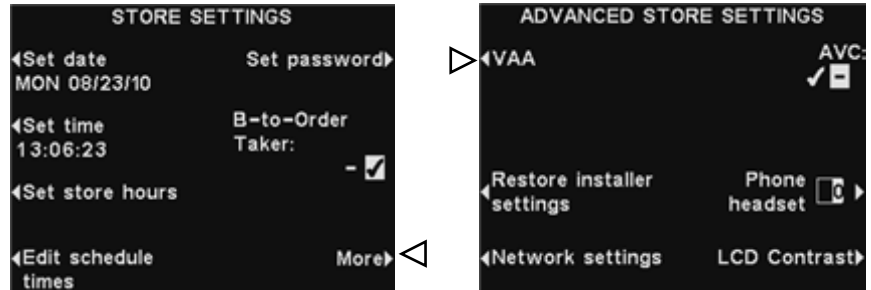 STORE SETTINGS
Set date
MON 08/23/10
Set password
Set time
13:06:23
B-to-Order
Taker:
- ✓
Set store hours
Edit schedule
times
More
ADVANCED STORE SETTINGS
VAA
AVC:
✓ -
Restore installer
settings
Phone
headset
0
Network settings
LCD Contrast